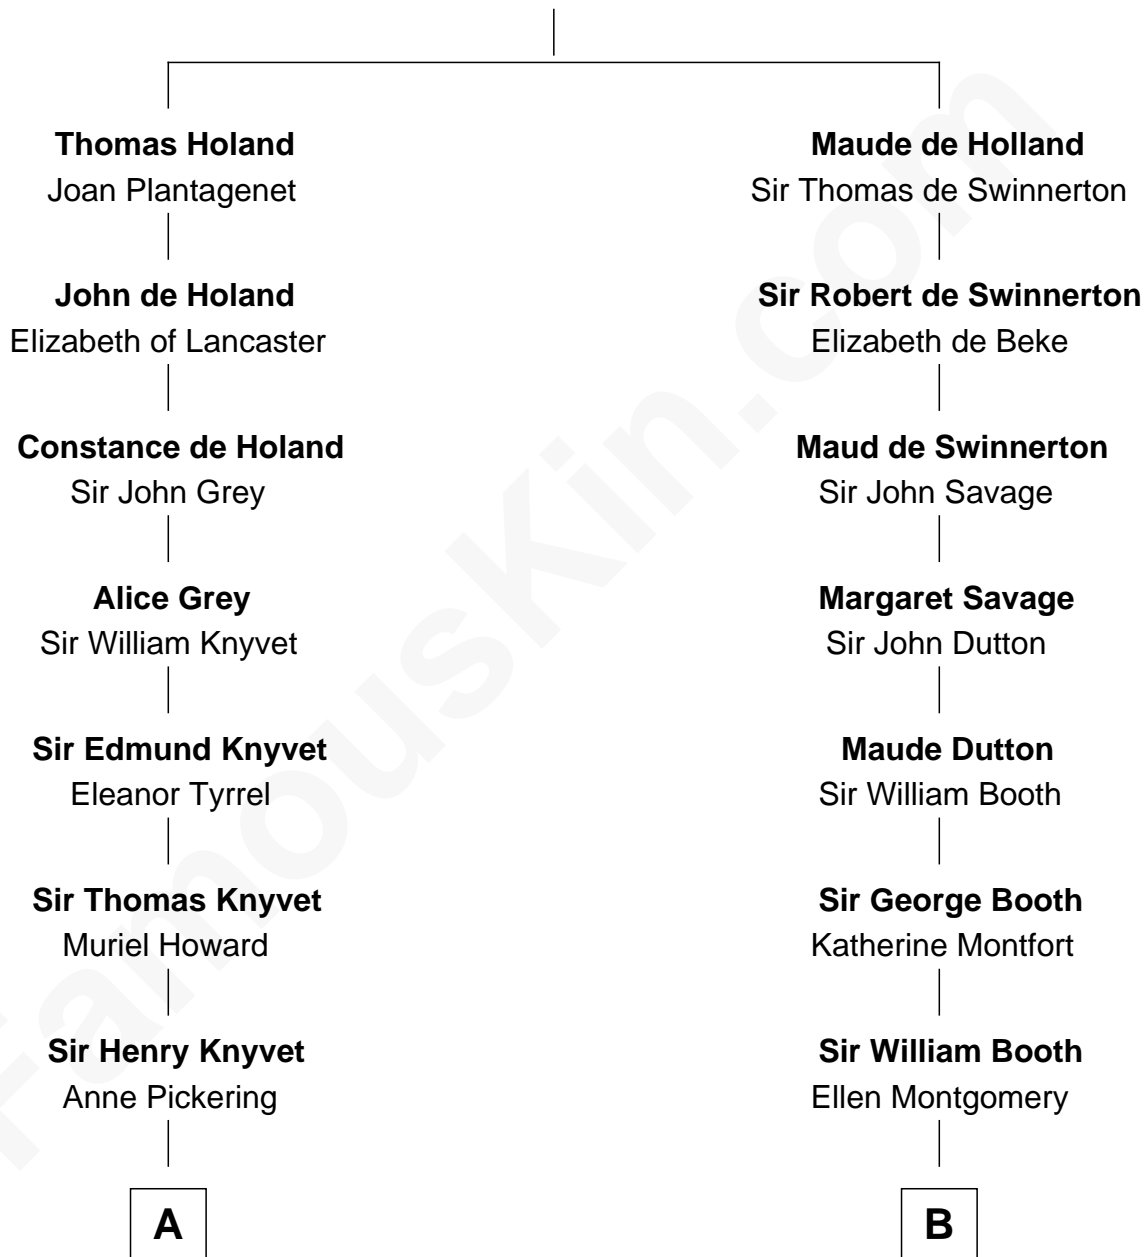 Thomas Holand
Joan Plantagenet
Maude de Holland
Sir Thomas de Swinnerton
John de Holand
Elizabeth of Lancaster
Sir Robert de Swinnerton
Elizabeth de Beke
Constance de Holand
Sir John Grey
Maud de Swinnerton
Sir John Savage
Alice Grey
Sir William Knyvet
Margaret Savage
Sir John Dutton
Sir Edmund Knyvet
Eleanor Tyrrel
Maude Dutton
Sir William Booth
Sir Thomas Knyvet
Muriel Howard
Sir George Booth
Katherine Montfort
Sir Henry Knyvet
Anne Pickering
Sir William Booth
Ellen Montgomery
A
B
FamousKin.com